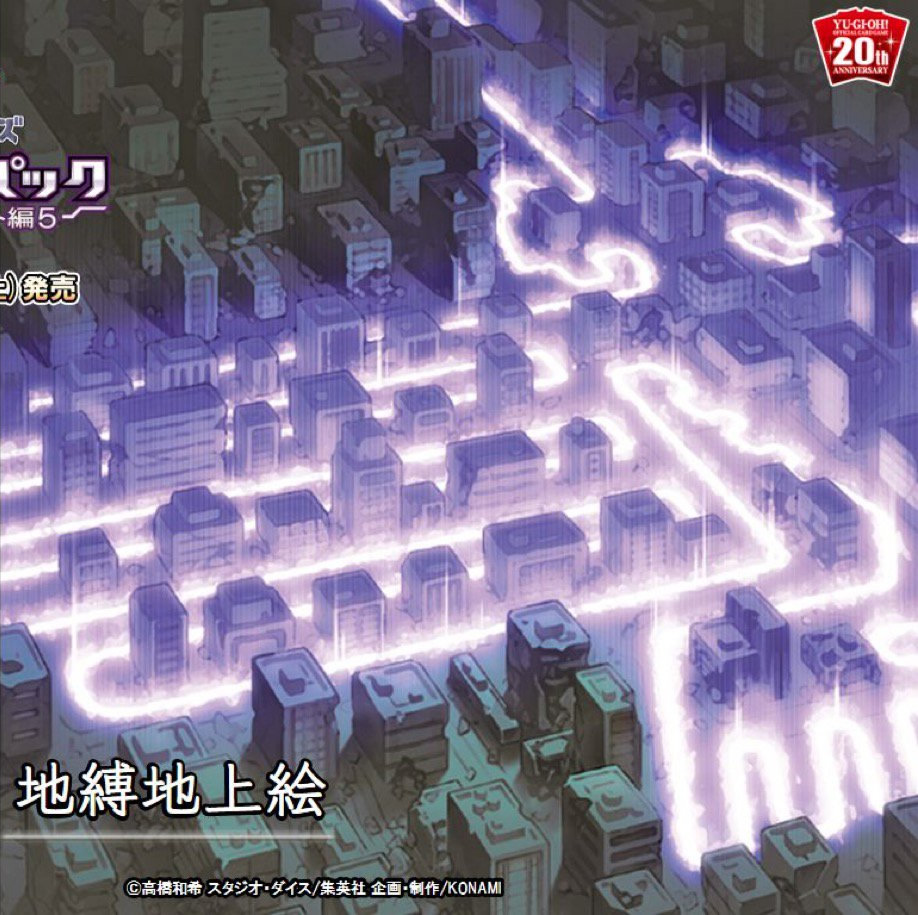 YU-GI-OH!
OFFICIAL CARD GAME
20th
ANNIVERSARY
ズ
パック
ト編5
土)発売
地縛地上絵
©高橋和希 スタジオ・ダイス/集英社 企画・制作/KONAMI